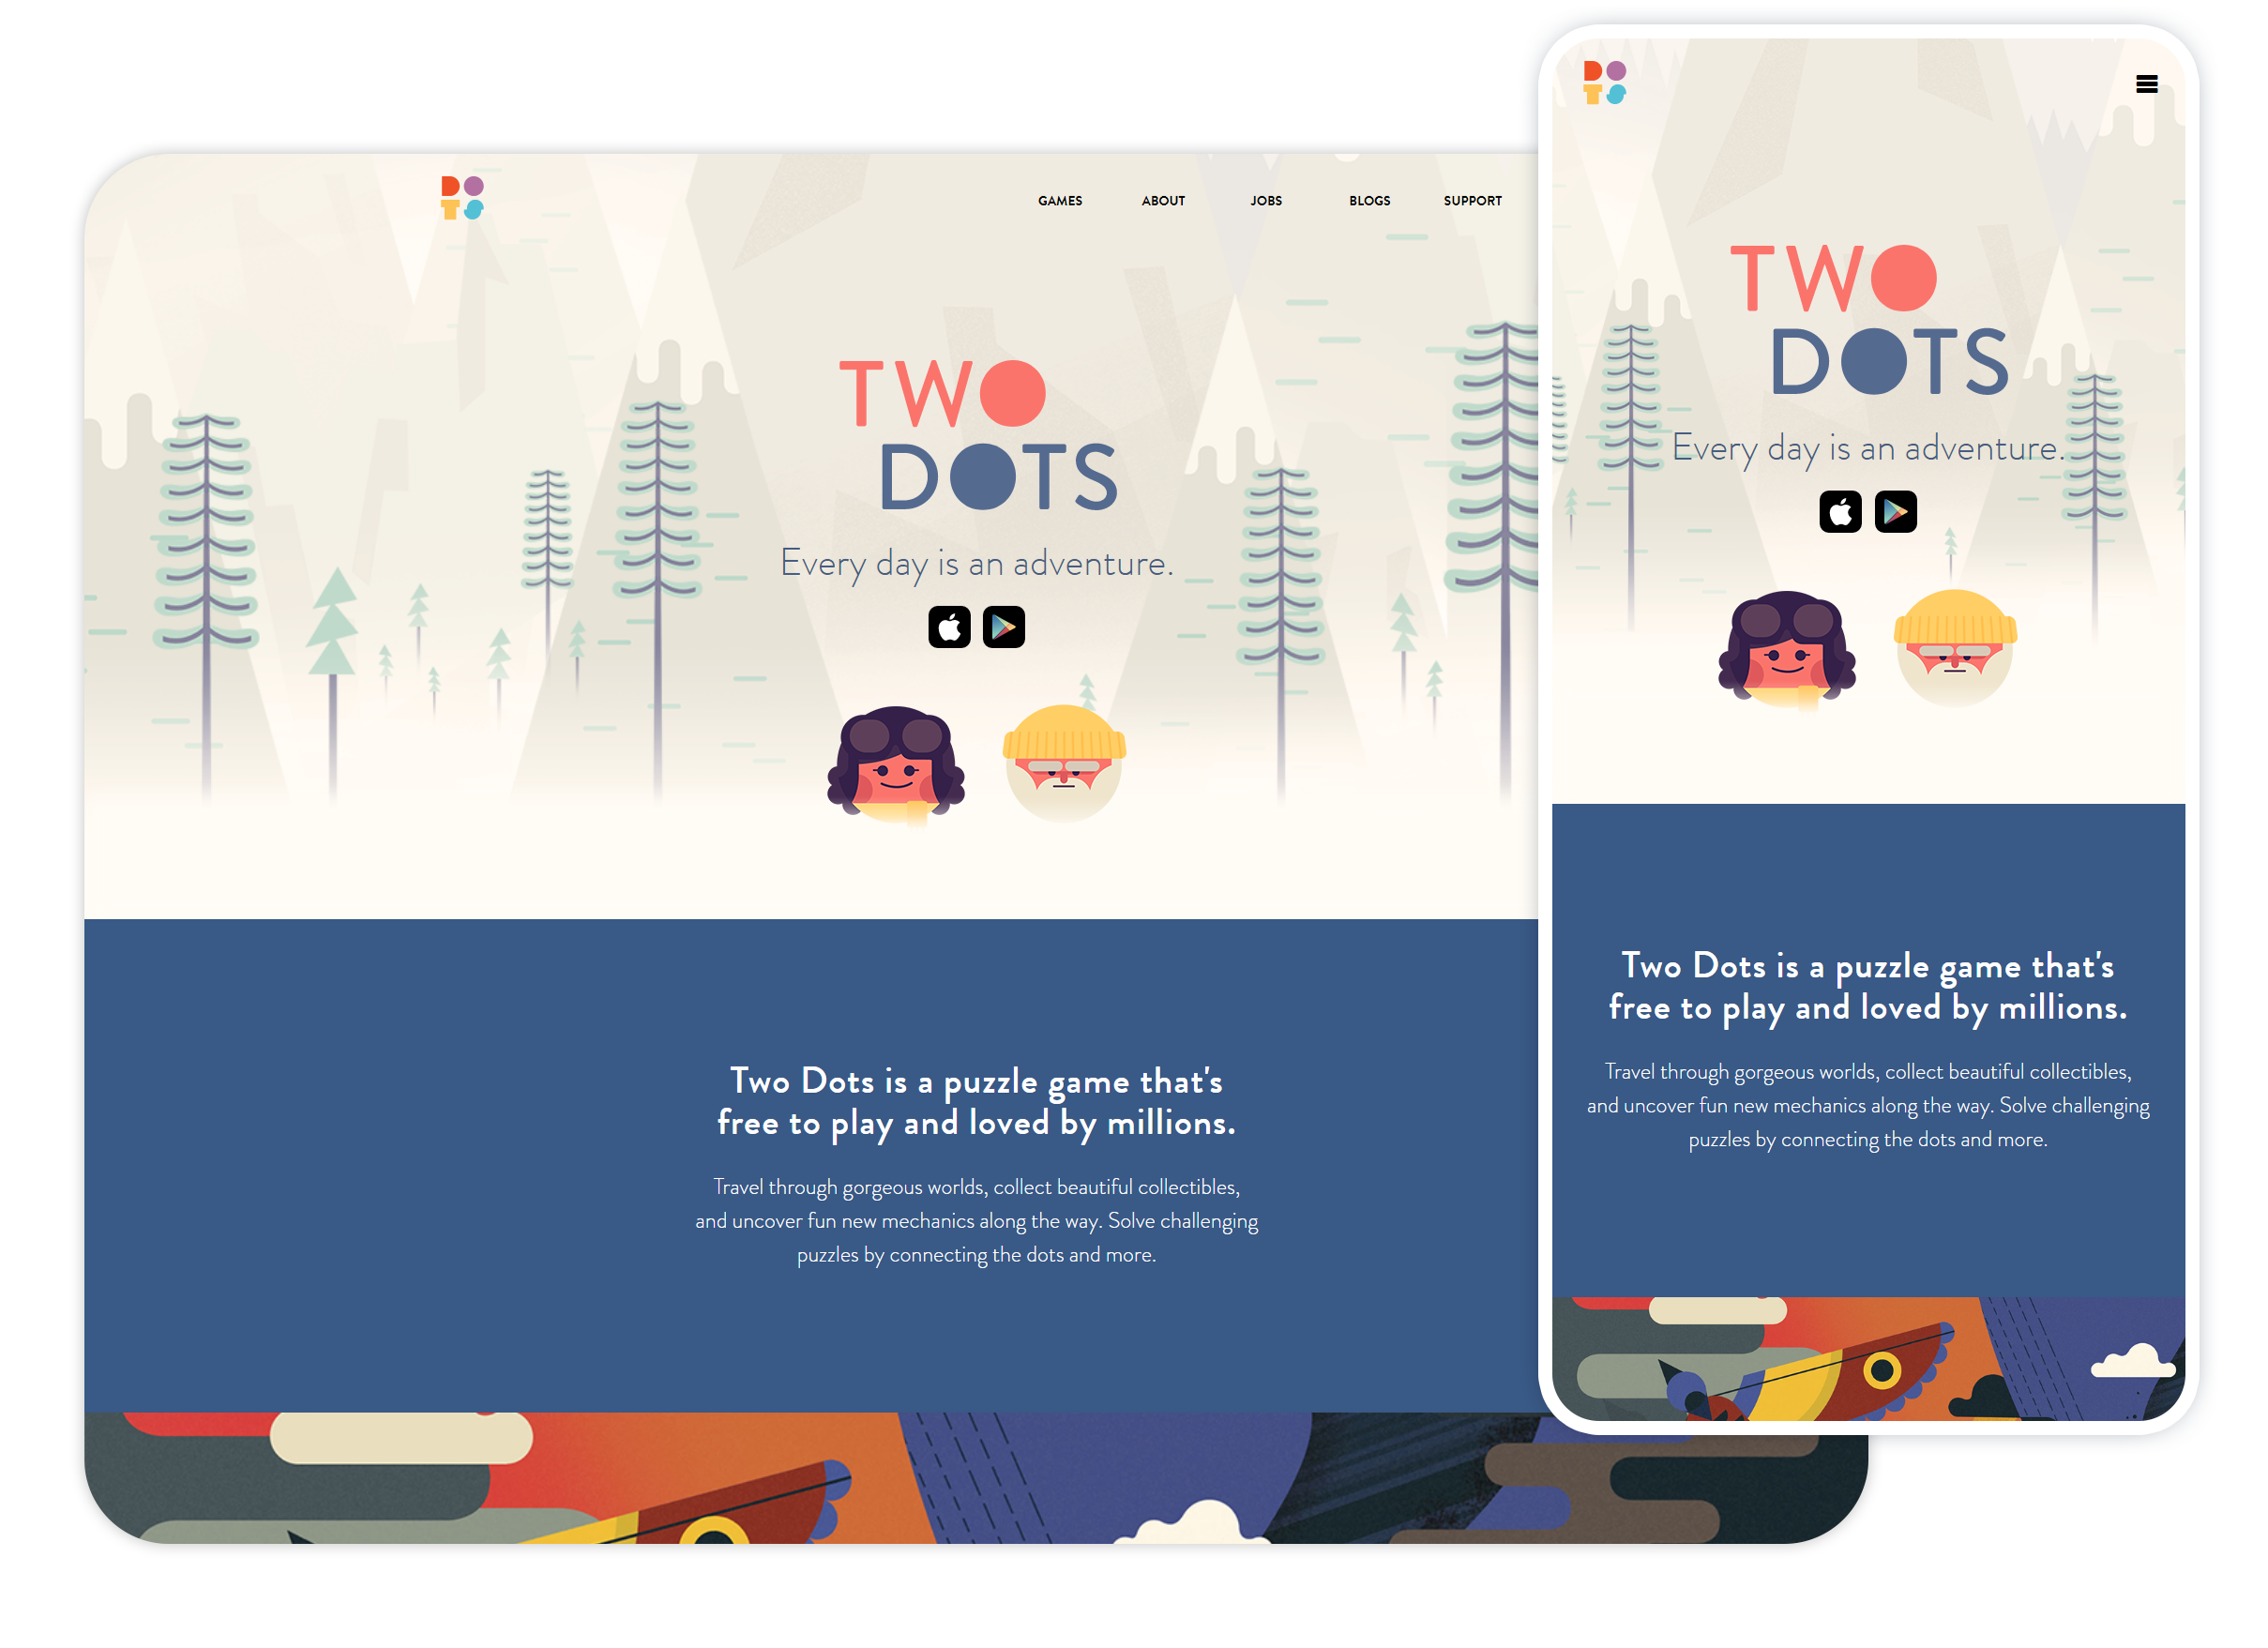 DOTS
GAMES ABOUT JOBS BLOGS SUPPORT
TWO
DOTS
Every day is an adventure.
Two Dots is a puzzle game that's
free to play and loved by millions.
Travel through gorgeous worlds, collect beautiful collectibles,
and uncover fun new mechanics along the way. Solve challenging
puzzles by connecting the dots and more.
DOTS
TWO
DOTS
Every day is an adventure.
Two Dots is a puzzle game that's
free to play and loved by millions.
Travel through gorgeous worlds, collect beautiful collectibles,
and uncover fun new mechanics along the way. Solve challenging
puzzles by connecting the dots and more.